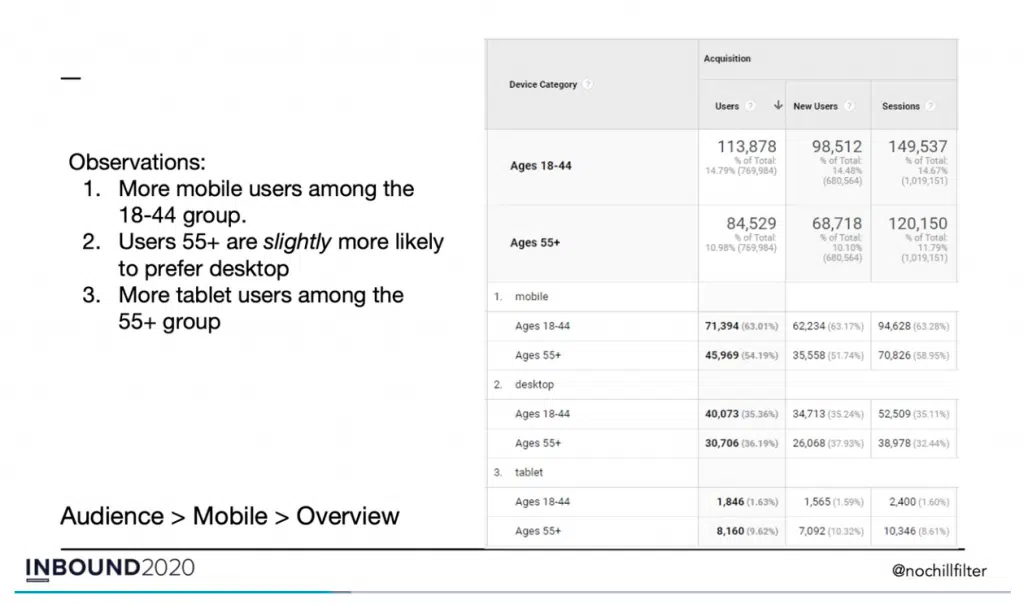 Observations:
1. More mobile users among the
18-44 group.
2. Users 55+ are slightly more likely
to prefer desktop
3. More tablet users among the
55+ group
Audience > Mobile > Overview
Device Category ?
Acquisition
Users ? ↓ New Users ? Sessions ?
Ages 18-44
113,878
% of Total:
14.79% (769,984)
98,512
% of Total:
14.48%
(680,564)
149,537
% of Total:
14.67%
(1,019,151)
Ages 55+
84,529
% of Total:
10.98% (769,984)
68,718
% of Total:
10.10%
(680,564)
120,150
% of Total:
11.79%
(1,019,151)
1. mobile
Ages 18-44 71,394 (63.01%) 62,234 (63.17%) 94,628 (63.28%)
Ages 55+ 45,969 (54.19%) 35,558 (51.74%) 70,826 (58.95%)
2. desktop
Ages 18-44 40,073 (35.36%) 34,713 (35.24%) 52,509 (35.11%)
Ages 55+ 30,706 (36.19%) 26,068 (37.93%) 38,978 (32.44%)
3. tablet
Ages 18-44 1,846 (1.63%) 1,565 (1.59%) 2,400 (1.60%)
Ages 55+ 8,160 (9.62%) 7,092 (10.32%) 10,346 (8.61%)
INBOUND2020
@nochillfilter